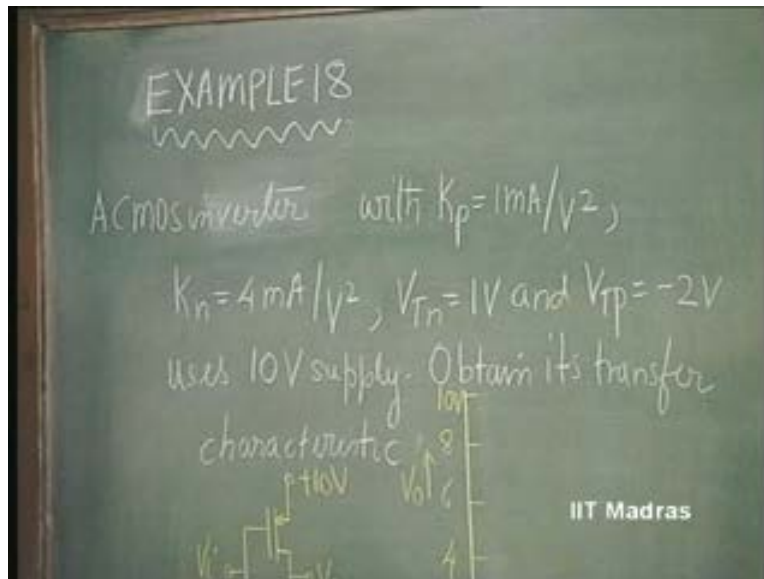 EXAMPLE 18
A CMOS inverter with Kp=1mA/V²,
Kn=4mA/V², VTn=1V and VTp=-2V
uses 10V supply. Obtain its transfer
characteristic.
10V
8
+10V
Vo
6
IIT Madras
4
Vi
V